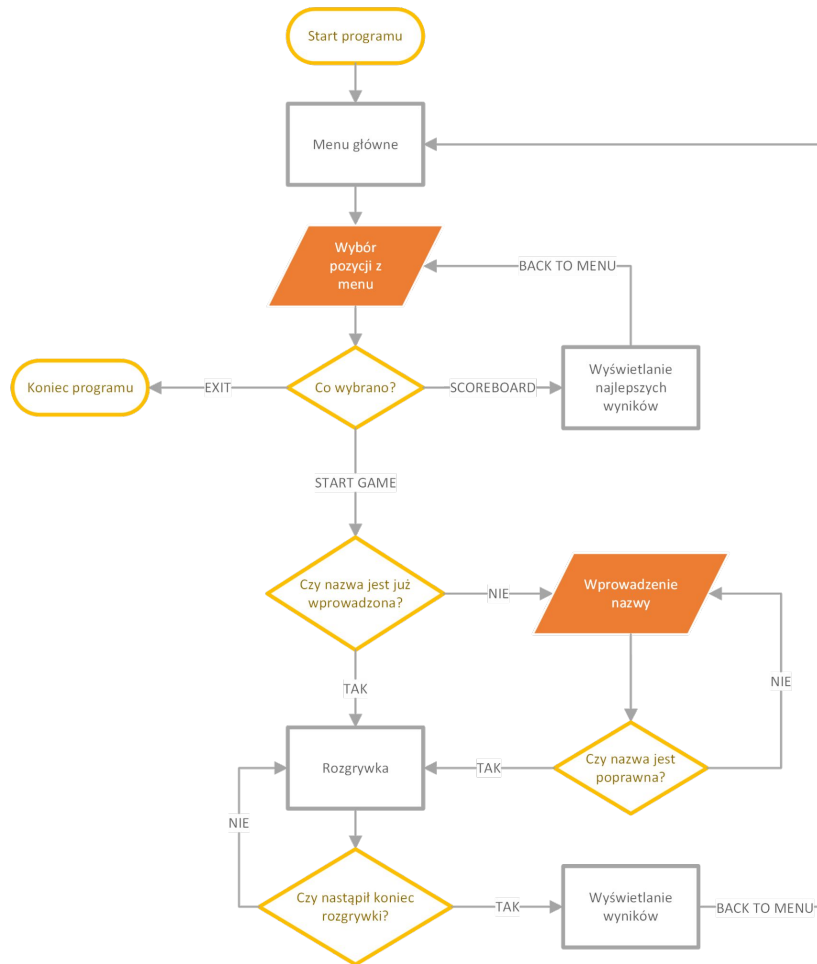 Start programu
Menu główne
Wybór
pozycji z
menu
BACK TO MENU
Koniec programu
EXIT
Co wybrano?
SCOREBOARD
Wyświetlanie
najlepszych
wyników
START GAME
Czy nazwa jest już
wprowadzona?
NIE
Wprowadzenie
nazwy
NIE
TAK
Rozgrywka
TAK
Czy nazwa jest
poprawna?
NIE
Czy nastąpił koniec
rozgrywki?
TAK
Wyświetlanie
wyników
BACK TO MENU